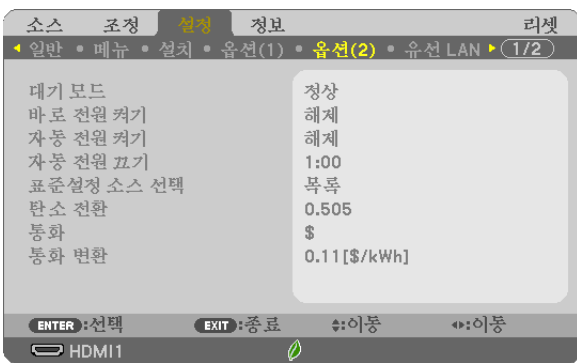 소스 조정 설정 정보 리셋
일반 • 메뉴 • 설치 • 옵션(1) • 옵션(2) • 유선 LAN 1/2
대기 모드 정상
바로 전원 켜기 해제
자동 전원 켜기 해제
자동 전원 끄기 1:00
표준설정 소스 선택 목록
탄소 전환 0.505
통화 $
통화 변환 0.11[$/kWh]
ENTER :선택 EXIT :종료 :이동 :이동
HDMI1